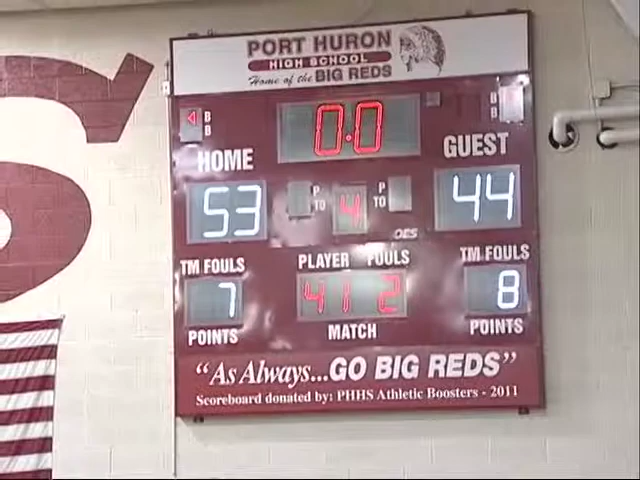 PORT HURON
HIGH SCHOOL
Home of the BIG REDS
0.0
B
B
B
B
HOME
GUEST
53
P
TO
4
P
TO
44
OES
TM FOULS
PLAYER FOULS
TM FOULS
7
41 2
8
POINTS
MATCH
POINTS
"As Always...GO BIG REDS"
Scoreboard donated by: PHHS Athletic Boosters - 2011